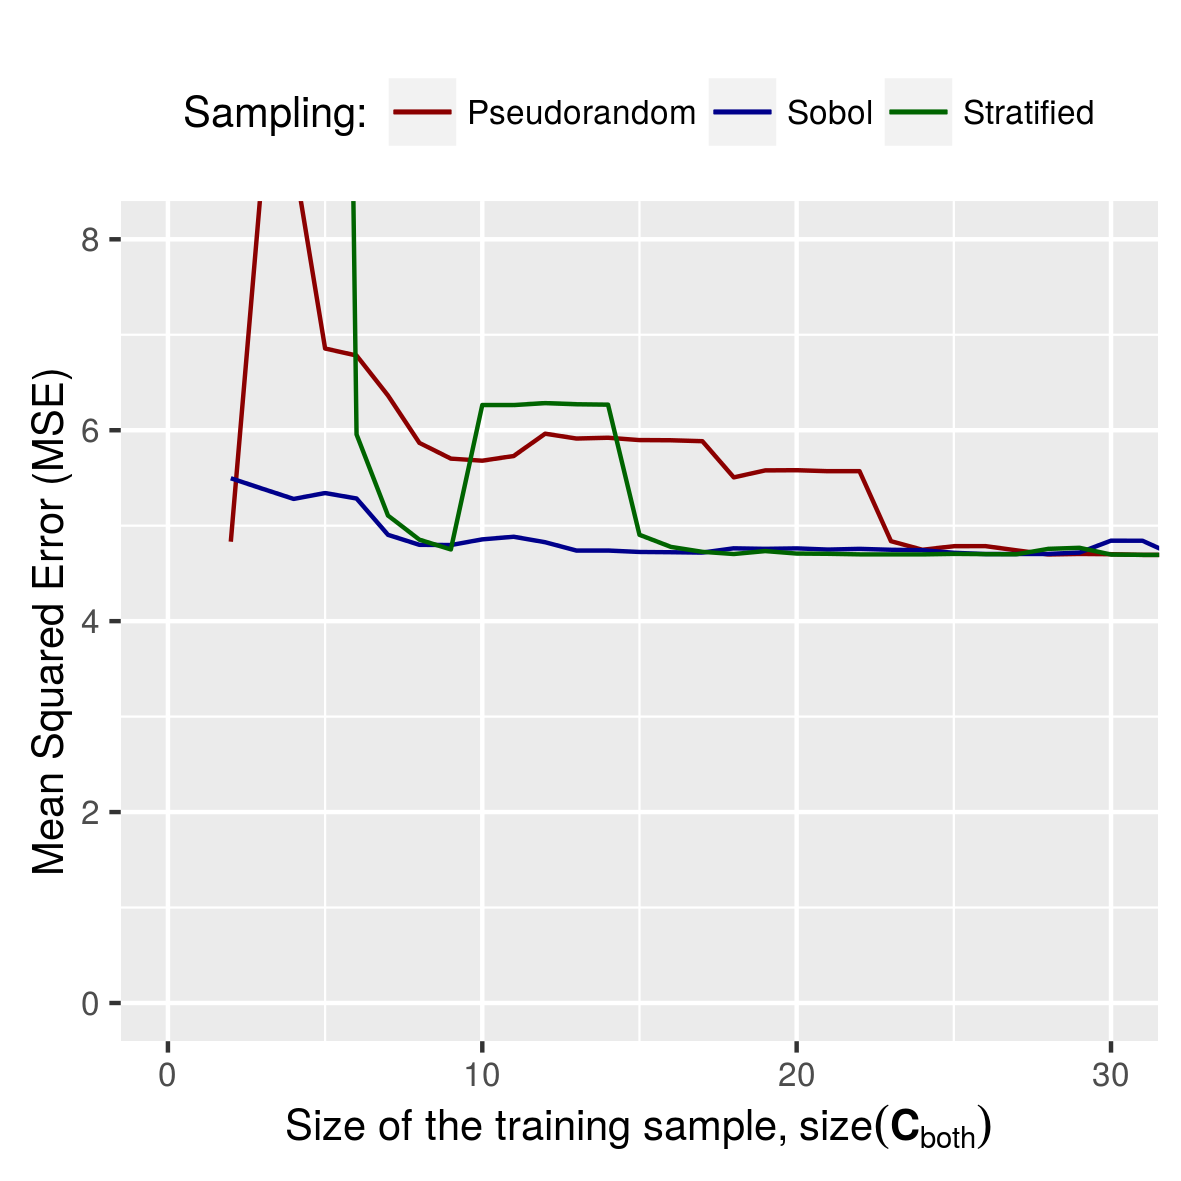 Sampling: Pseudorandom Sobol Stratified
8
6
4
2
0
Mean Squared Error (MSE)
0 10 20 30
Size of the training sample, size(C_both)